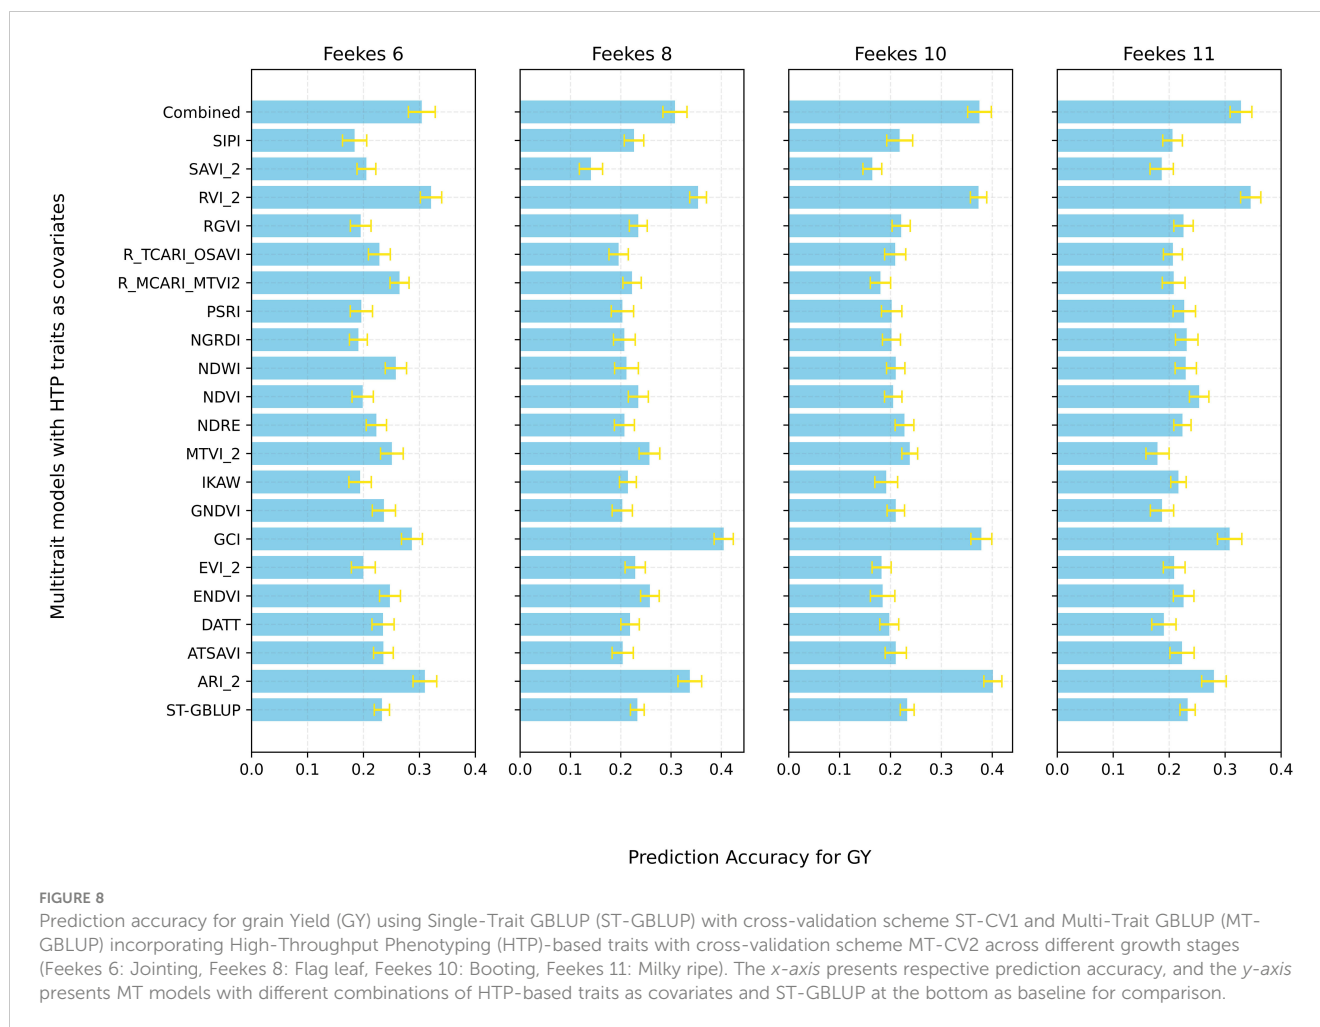 Feekes 6 Feekes 8 Feekes 10 Feekes 11
Multitrait models with HTP traits as covariates
Combined
SIPI
SAVI_2
RVI_2
RGVI
R_TCARI_OSAVI
R_MCARI_MTVI2
PSRI
NGRDI
NDWI
NDVI
NDRE
MTVI_2
IKAW
GNDVI
GCI
EVI_2
ENDVI
DATT
ATSAVI
ARI_2
ST-GBLUP
0.0 0.1 0.2 0.3 0.4 0.0 0.1 0.2 0.3 0.4 0.0 0.1 0.2 0.3 0.4 0.0 0.1 0.2 0.3 0.4
Prediction Accuracy for GY
FIGURE 8
Prediction accuracy for grain Yield (GY) using Single-Trait GBLUP (ST-GBLUP) with cross-validation scheme ST-CV1 and Multi-Trait GBLUP (MT-
GBLUP) incorporating High-Throughput Phenotyping (HTP)-based traits with cross-validation scheme MT-CV2 across different growth stages
(Feekes 6: Jointing, Feekes 8: Flag leaf, Feekes 10: Booting, Feekes 11: Milky ripe). The x-axis presents respective prediction accuracy, and the y-axis
presents MT models with different combinations of HTP-based traits as covariates and ST-GBLUP at the bottom as baseline for comparison.